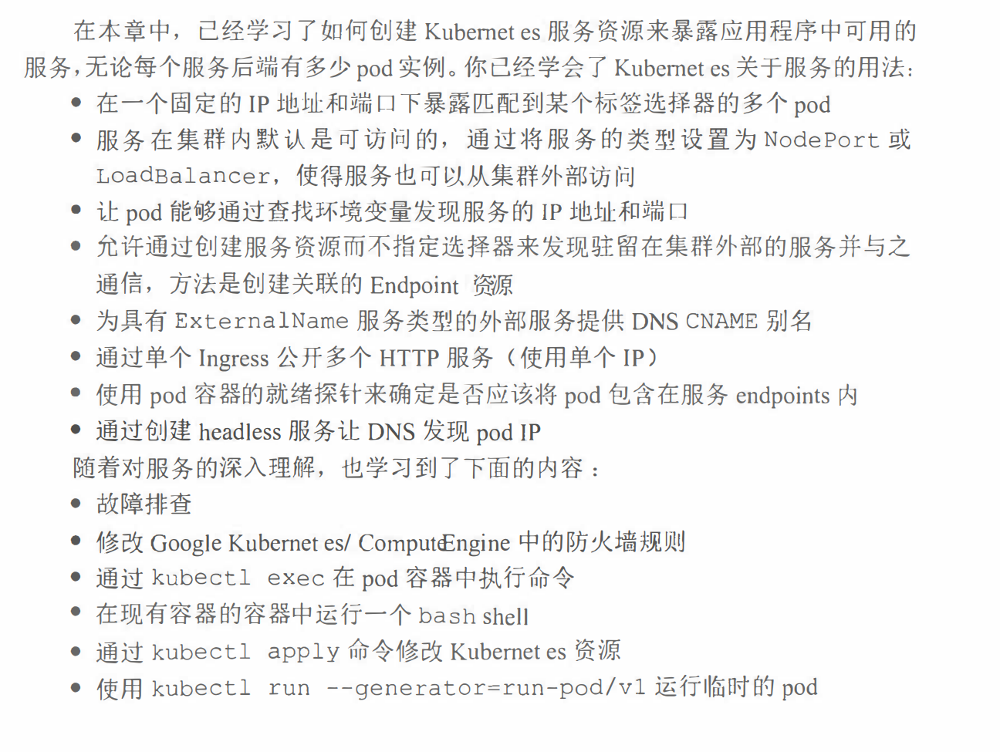 在本章中，已经学习了如何创建 Kubernet es 服务资源来暴露应用程序中可用的
服务，无论每个服务后端有多少 pod 实例。你已经学会了 Kubernet es 关于服务的用法：
● 在一个固定的 IP 地址和端口下暴露匹配到某个标签选择器的多个 pod
● 服务在集群内默认是可访问的，通过将服务的类型设置为 NodePort 或
LoadBalancer，使得服务也可以从集群外部访问
● 让 pod 能够通过查找环境变量发现服务的 IP 地址和端口
● 允许通过创建服务资源而不指定选择器来发现驻留在集群外部的服务并与之
通信，方法是创建关联的 Endpoint 资源
● 为具有 ExternalName 服务类型的外部服务提供 DNS CNAME 别名
● 通过单个 Ingress 公开多个 HTTP 服务（使用单个 IP）
● 使用 pod 容器的就绪探针来确定是否应该将 pod 包含在服务 endpoints 内
● 通过创建 headless 服务让 DNS 发现 pod IP
随着对服务的深入理解，也学习到了下面的内容：
● 故障排查
● 修改 Google Kubernet es/ ComputeEngine 中的防火墙规则
● 通过 kubectl exec 在 pod 容器中执行命令
● 在现有容器的容器中运行一个 bash shell
● 通过 kubectl apply 命令修改 Kubernet es 资源
● 使用 kubectl run --generator=run-pod/v1 运行临时的 pod